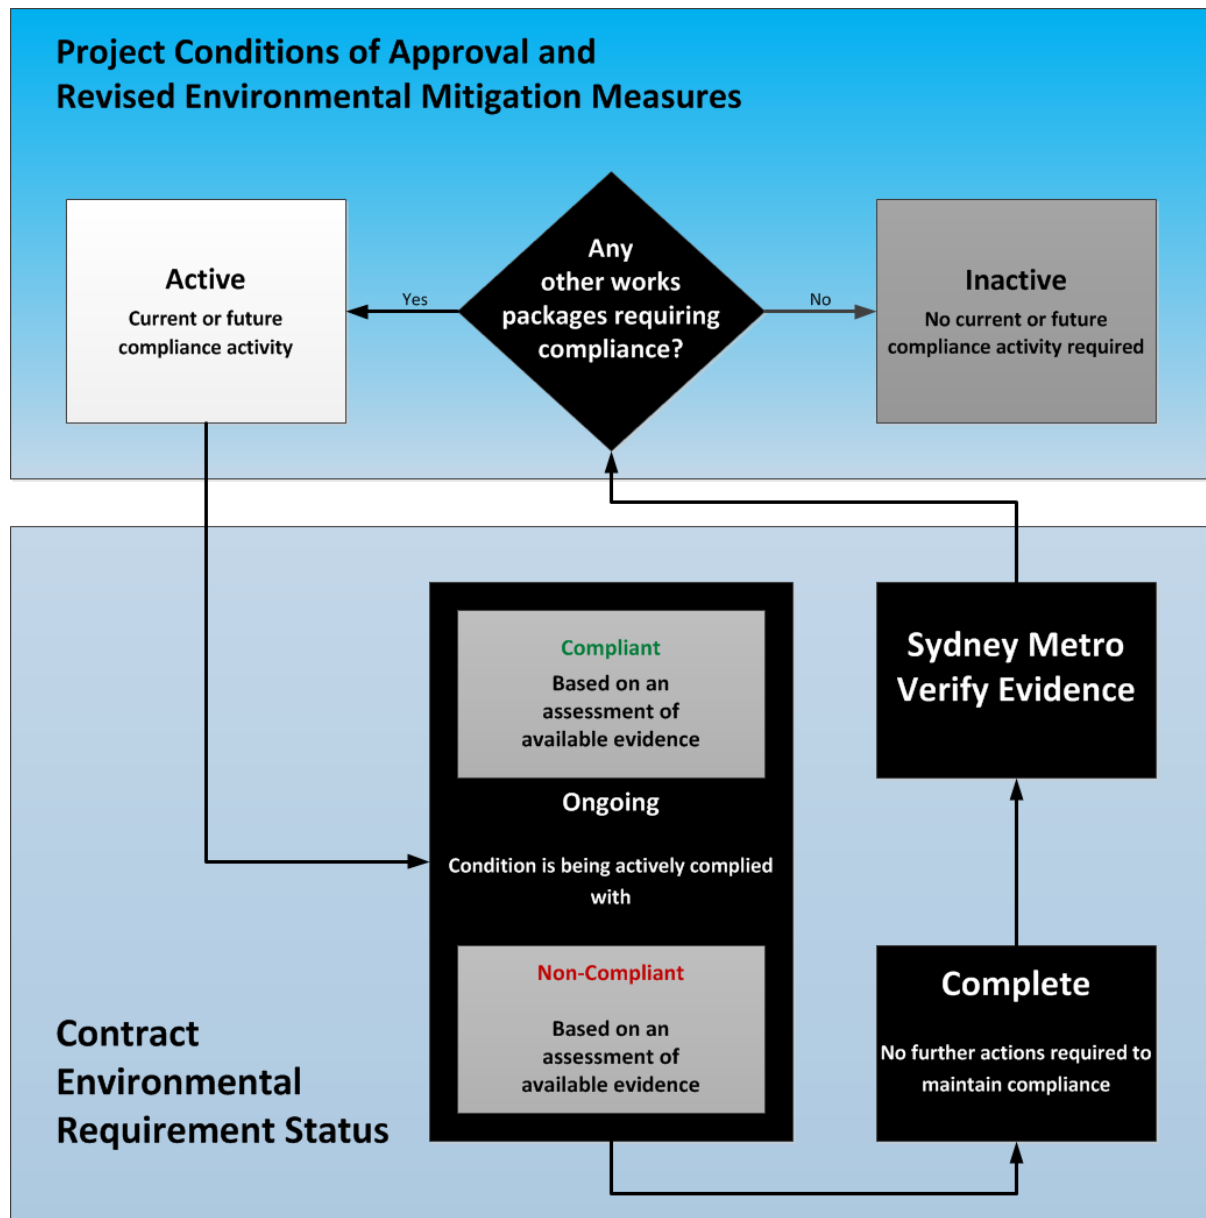 Project Conditions of Approval and
Revised Environmental Mitigation Measures
Active
Current or future
compliance activity
Yes
Any
other works
packages requiring
compliance?
No
Inactive
No current or future
compliance activity required
Compliant
Based on an
assessment of
available evidence
Ongoing
Condition is being actively complied
with
Non-Compliant
Based on an
assessment of
available evidence
Sydney Metro
Verify Evidence
Complete
No further actions required to
maintain compliance
Contract
Environmental
Requirement Status